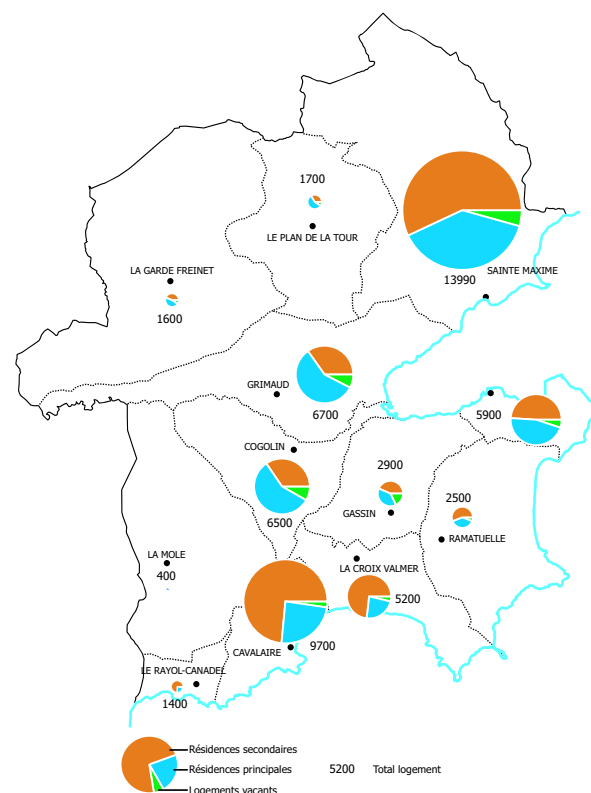 1700
LE PLAN DE LA TOUR
LA GARDE FREINET
1600
SAINTE MAXIME
13990
GRIMAUD
6700
5900
COGOLIN
6500
2900
GASSIN
2500
RAMATUELLE
LA MOLE
400
LA CROIX VALMER
5200
CAVALAIRE
9700
LE RAYOL-CANADEL
1400
Résidences secondaires
Résidences principales
5200 Total logement
Logements vacants